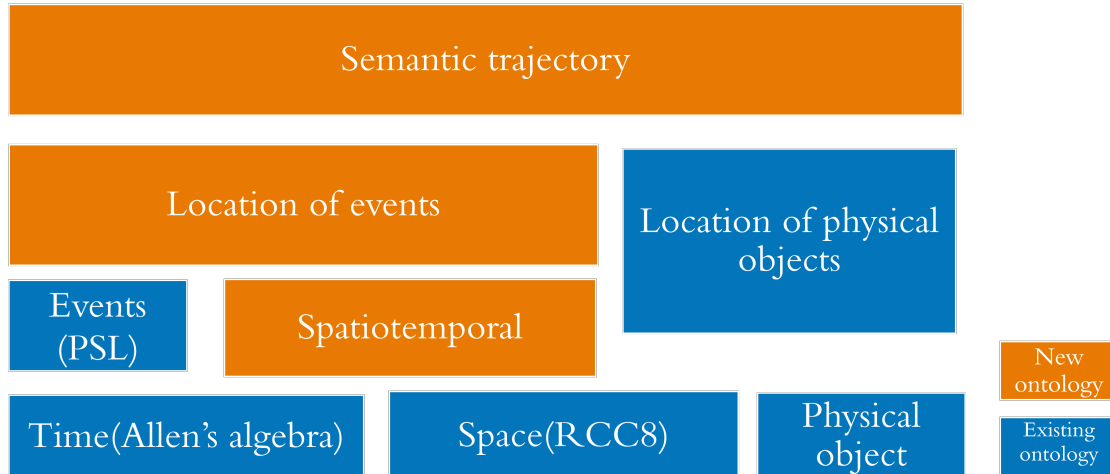 Semantic trajectory
Location of events
Location of physical
objects
Events
(PSL)
Spatiotemporal
New
ontology
Time(Allen’s algebra)
Space(RCC8)
Physical
object
Existing
ontology